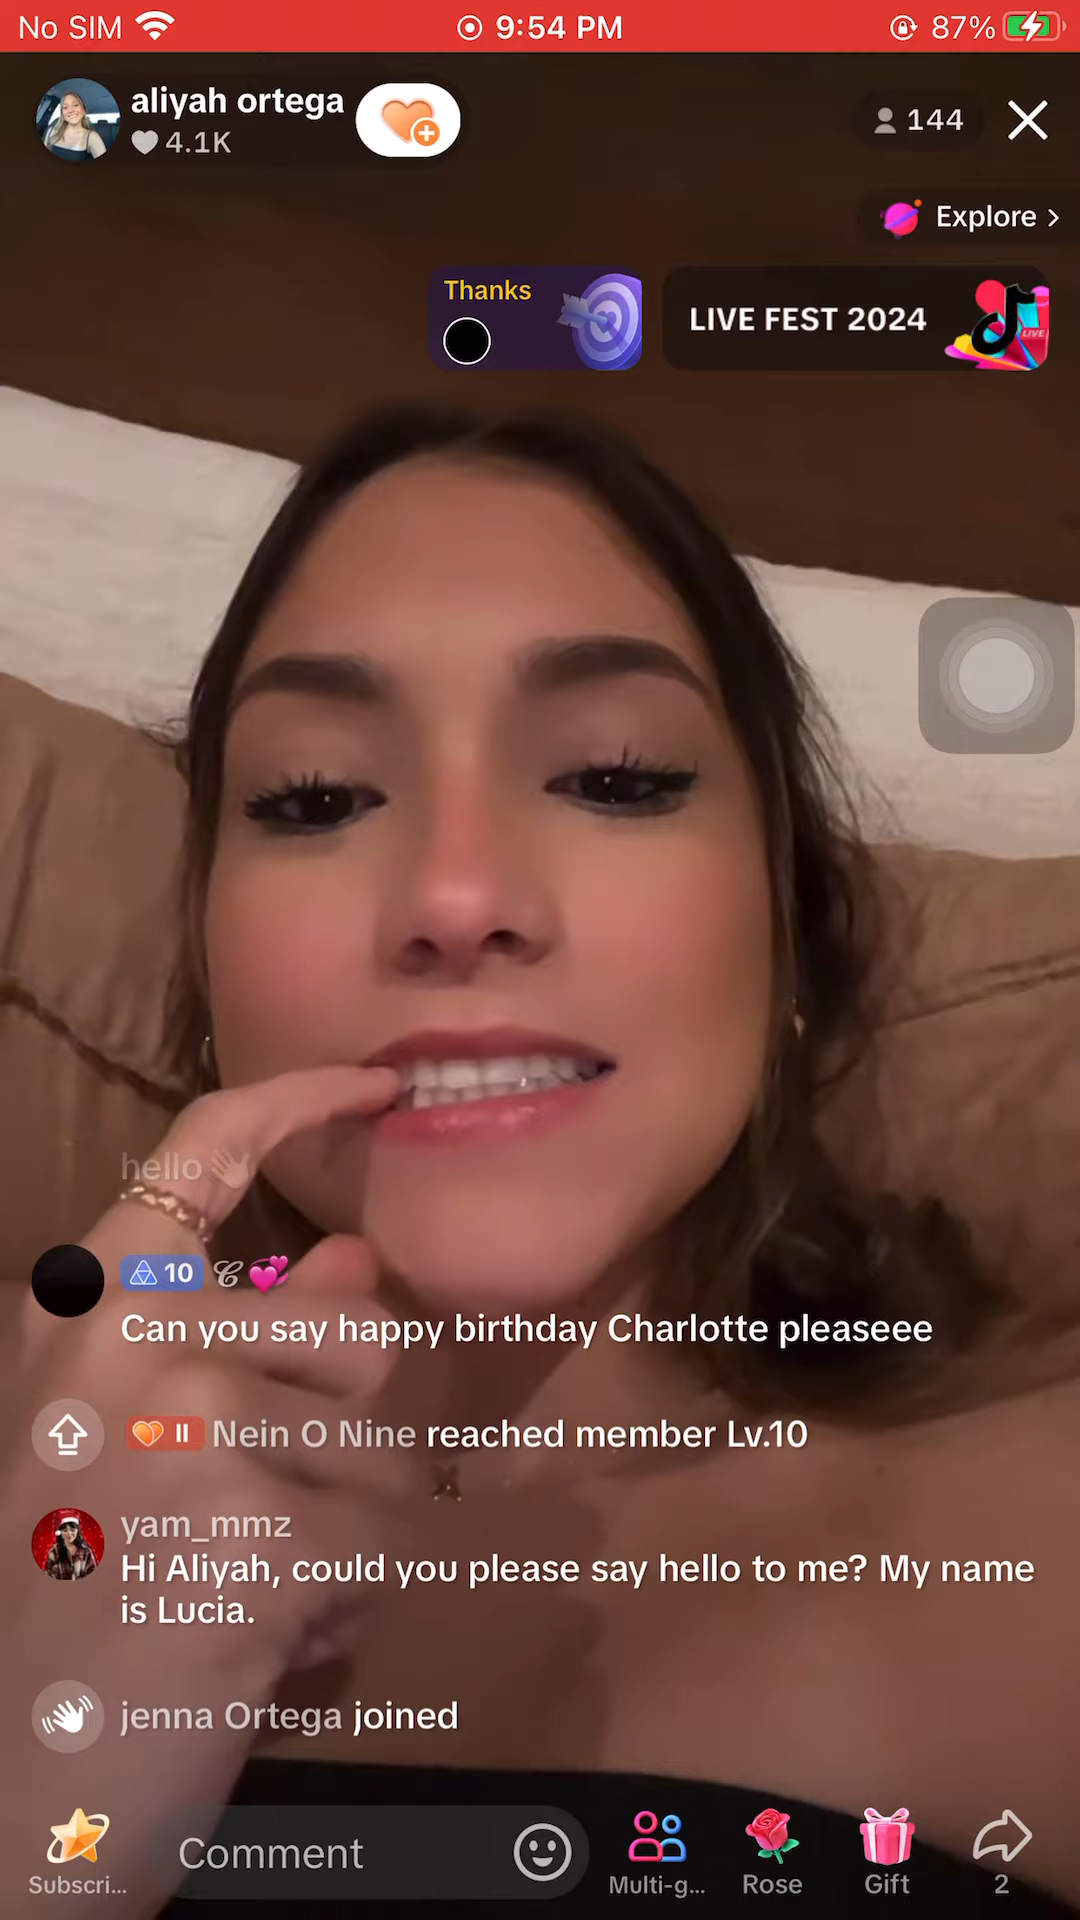 No SIM 9:54 PM 87%
aliyah ortega
4.1K
144
Explore >
Thanks
LIVE FEST 2024
LIVE
hello 👋
10 𝒞 💞
Can you say happy birthday Charlotte pleaseee
II Nein O Nine reached member Lv.10
yam_mmz
Hi Aliyah, could you please say hello to me? My name
is Lucia.
jenna Ortega joined
Comment
Subscri... Multi-g... Rose Gift 2